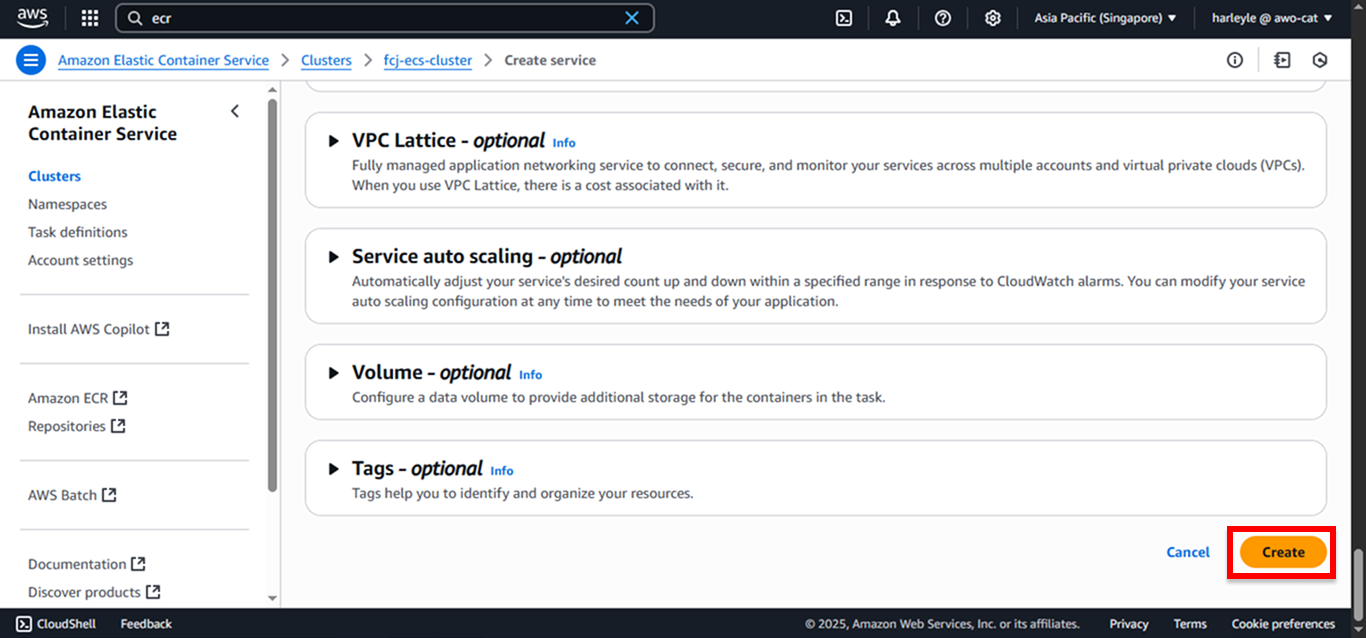 aws
ecr
Asia Pacific (Singapore)
harleyle @ awo-cat
Amazon Elastic Container Service
Clusters
fcj-ecs-cluster
Create service
Amazon Elastic
Container Service
Clusters
Namespaces
Task definitions
Account settings
Install AWS Copilot
Amazon ECR
Repositories
AWS Batch
Documentation
Discover products
VPC Lattice - optional Info
Fully managed application networking service to connect, secure, and monitor your services across multiple accounts and virtual private clouds (VPCs).
When you use VPC Lattice, there is a cost associated with it.
Service auto scaling - optional
Automatically adjust your service's desired count up and down within a specified range in response to CloudWatch alarms. You can modify your service
auto scaling configuration at any time to meet the needs of your application.
Volume - optional Info
Configure a data volume to provide additional storage for the containers in the task.
Tags - optional Info
Tags help you to identify and organize your resources.
Cancel
Create
CloudShell
Feedback
© 2025, Amazon Web Services, Inc. or its affiliates.
Privacy
Terms
Cookie preferences